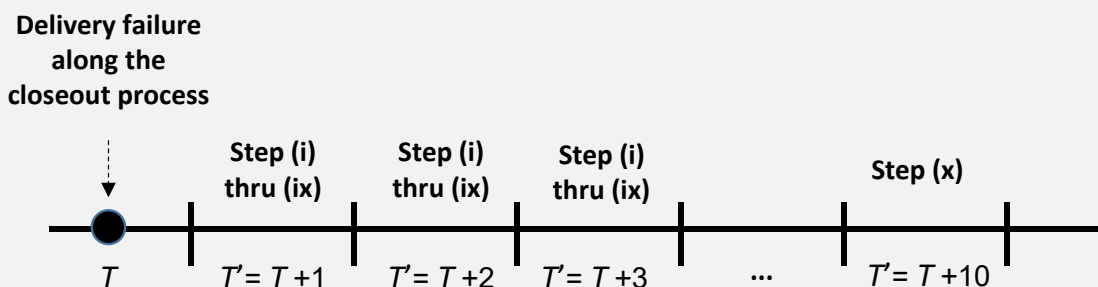 Delivery failure
along the
closeout process
Step (i)
thru (ix)
Step (i)
thru (ix)
Step (i)
thru (ix)
Step (x)
T
T'= T +1
T'= T +2
T'= T +3
...
T'= T +10